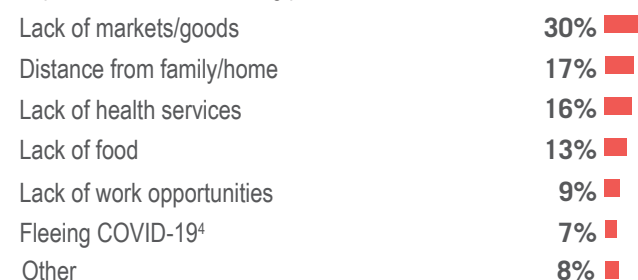 Lack of markets/goods 30%
Distance from family/home 17%
Lack of health services 16%
Lack of food 13%
Lack of work opportunities 9%
Fleeing COVID-19⁴ 7%
Other 8%